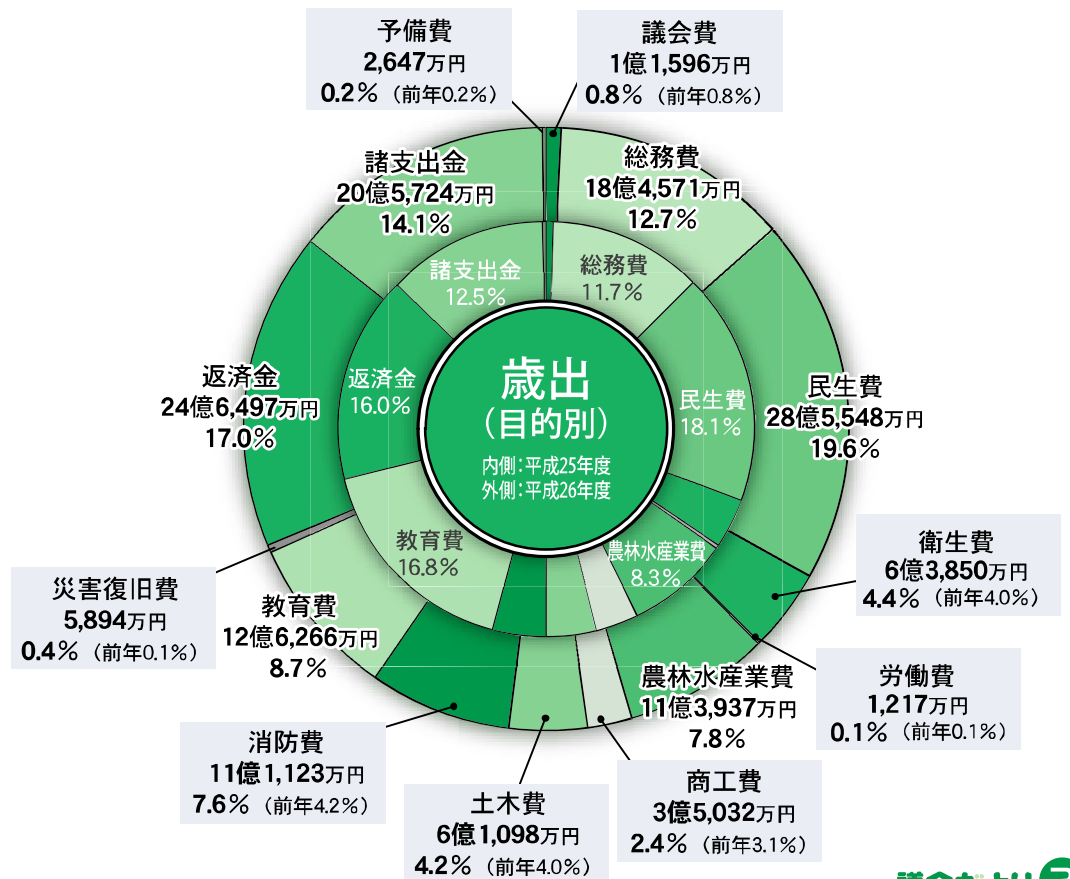 予備費
2,647万円
0.2%（前年0.2%）
議会費
1億1,596万円
0.8%（前年0.8%）
諸支出金
20億5,724万円
14.1%
総務費
18億4,571万円
12.7%
諸支出金
12.5%
総務費
11.7%
返済金
24億6,497万円
17.0%
返済金
16.0%
歳出
（目的別）
内側：平成25年度
外側：平成26年度
民生費
18.1%
民生費
28億5,548万円
19.6%
教育費
16.8%
農林水産業費
8.3%
衛生費
6億3,850万円
4.4%（前年4.0%）
災害復旧費
5,894万円
0.4%（前年0.1%）
教育費
12億6,266万円
8.7%
農林水産業費
11億3,937万円
7.8%
労働費
1,217万円
0.1%（前年0.1%）
消防費
11億1,123万円
7.6%（前年4.2%）
土木費
6億1,098万円
4.2%（前年4.0%）
商工費
3億5,032万円
2.4%（前年3.1%）